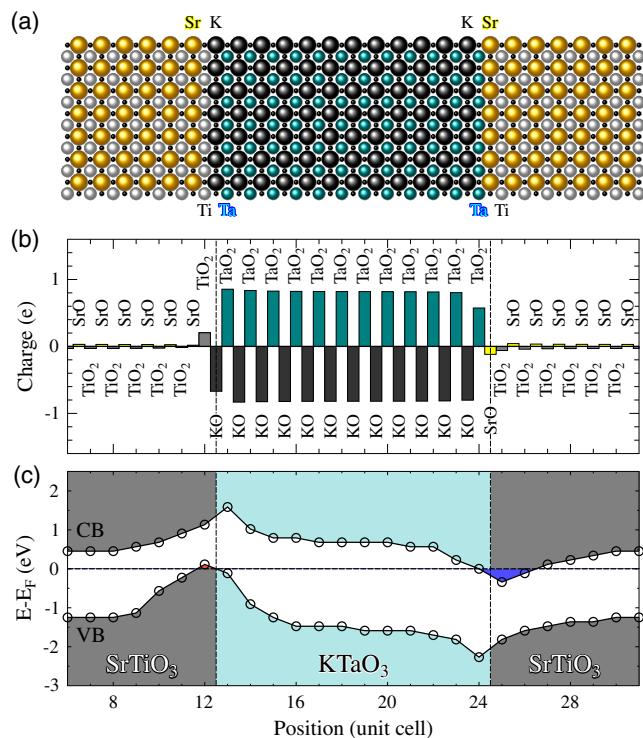 (a) Sr K K Sr
Ti Ta Ta Ti
(b)
TiO₂ TaO₂ TaO₂ TaO₂ TaO₂ TaO₂ TaO₂ TaO₂ TaO₂ TaO₂ TaO₂ TaO₂ TaO₂
1
SrO SrO SrO SrO SrO SrO SrO SrO SrO SrO SrO SrO
Charge (e)
0
TiO₂ TiO₂ TiO₂ TiO₂ TiO₂ TiO₂ TiO₂ TiO₂ TiO₂ TiO₂ TiO₂
-1
KO KO KO KO KO KO KO KO KO KO KO KO SrO
(c)
2
CB
1
E-E_F (eV)
0
-1
VB
-2
SrTiO₃ KTaO₃ SrTiO₃
-3
8 12 16 20 24 28
Position (unit cell)